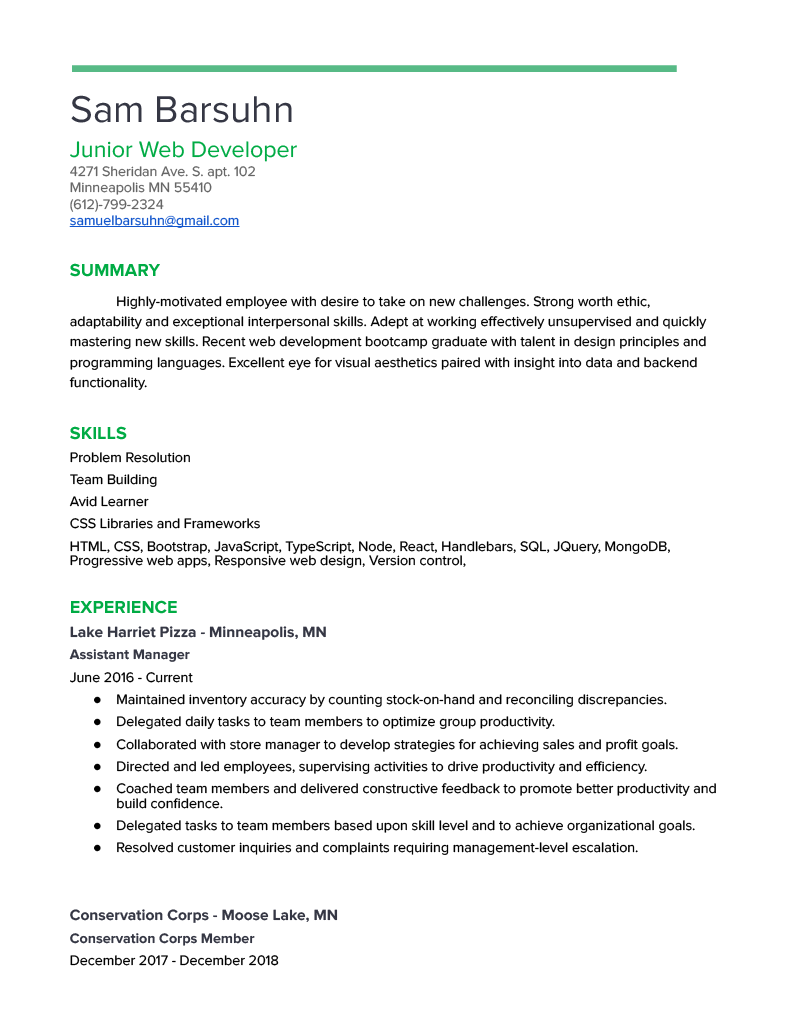 Sam Barsuhn
Junior Web Developer
4271 Sheridan Ave. S. apt. 102
Minneapolis MN 55410
(612)-799-2324
samuelbarsuhn@gmail.com
SUMMARY
Highly-motivated employee with desire to take on new challenges. Strong worth ethic,
adaptability and exceptional interpersonal skills. Adept at working effectively unsupervised and quickly
mastering new skills. Recent web development bootcamp graduate with talent in design principles and
programming languages. Excellent eye for visual aesthetics paired with insight into data and backend
functionality.
SKILLS
Problem Resolution
Team Building
Avid Learner
CSS Libraries and Frameworks
HTML, CSS, Bootstrap, JavaScript, TypeScript, Node, React, Handlebars, SQL, JQuery, MongoDB,
Progressive web apps, Responsive web design, Version control,
EXPERIENCE
Lake Harriet Pizza - Minneapolis, MN
Assistant Manager
June 2016 - Current
● Maintained inventory accuracy by counting stock-on-hand and reconciling discrepancies.
● Delegated daily tasks to team members to optimize group productivity.
● Collaborated with store manager to develop strategies for achieving sales and profit goals.
● Directed and led employees, supervising activities to drive productivity and efficiency.
● Coached team members and delivered constructive feedback to promote better productivity and
build confidence.
● Delegated tasks to team members based upon skill level and to achieve organizational goals.
● Resolved customer inquiries and complaints requiring management-level escalation.
Conservation Corps - Moose Lake, MN
Conservation Corps Member
December 2017 - December 2018